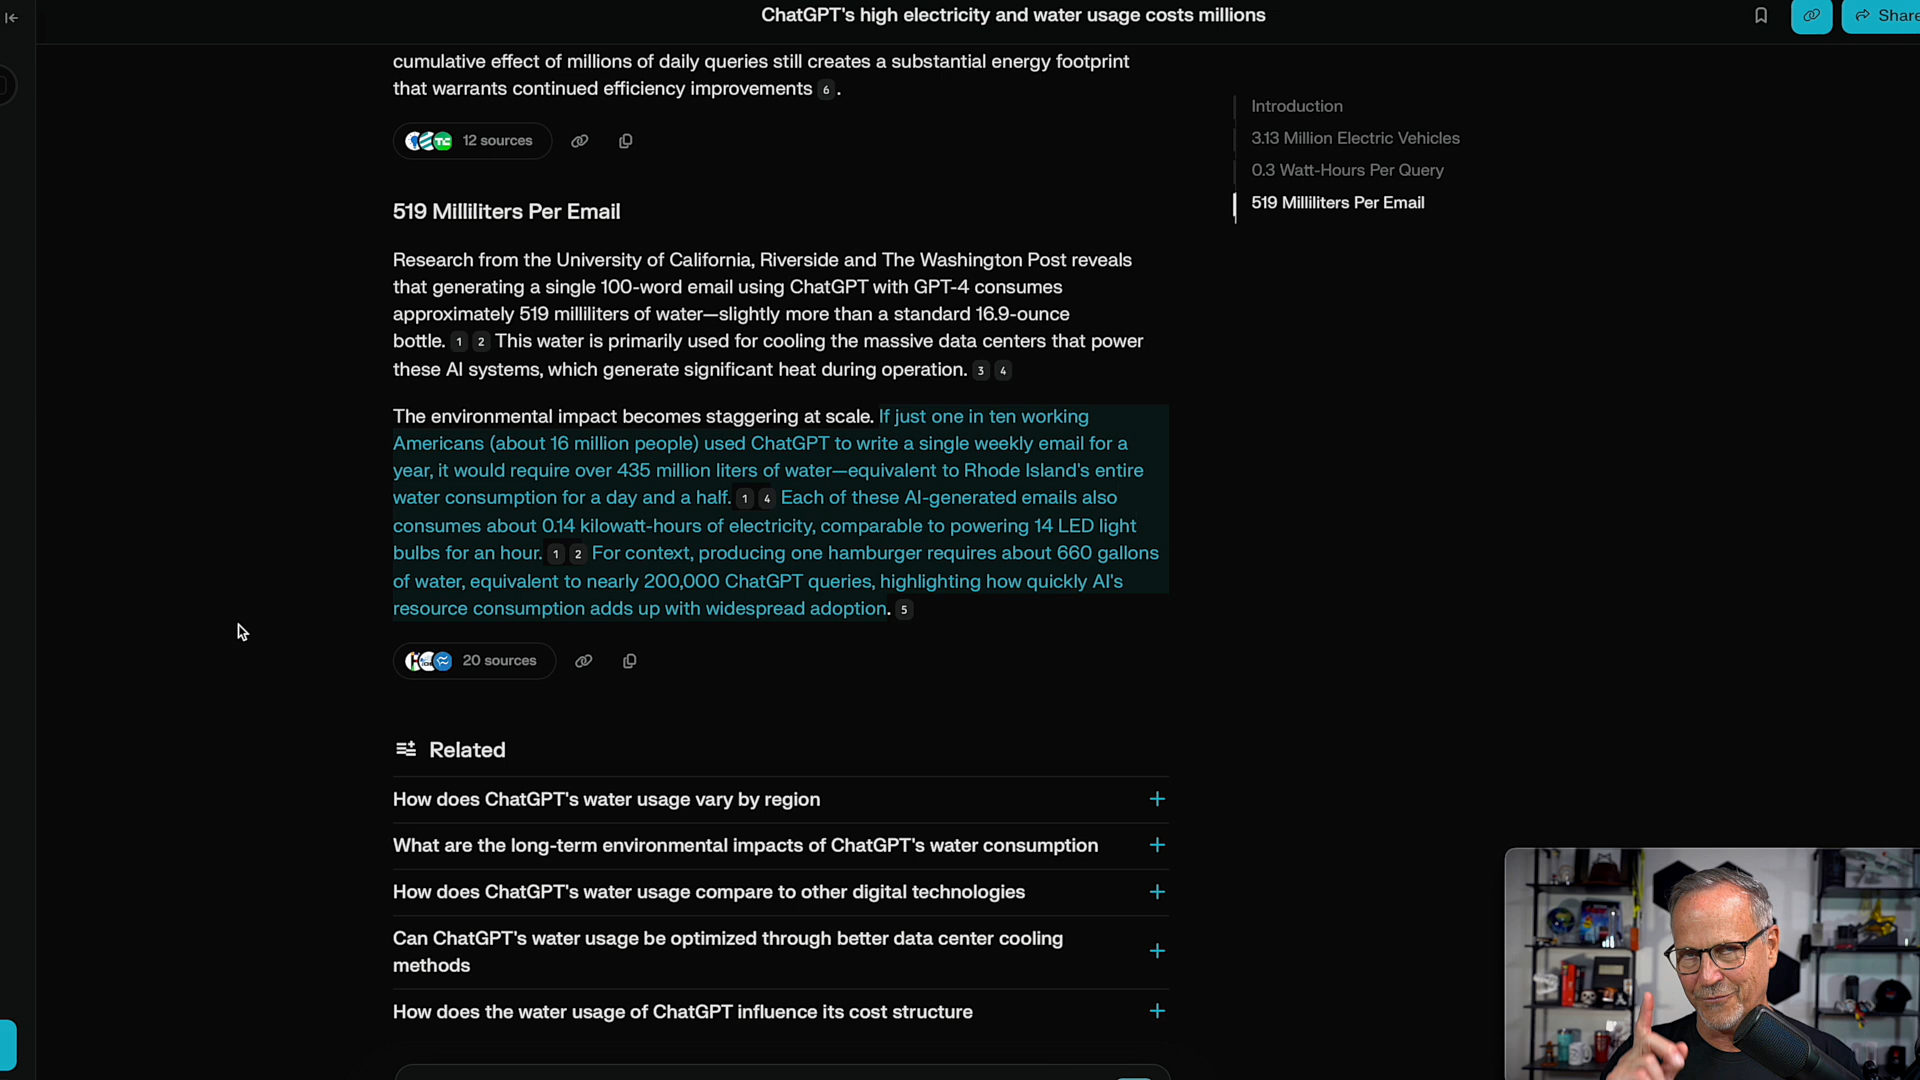 ChatGPT's high electricity and water usage costs millions
Share
cumulative effect of millions of daily queries still creates a substantial energy footprint
that warrants continued efficiency improvements 6 .
12 sources
Introduction
3.13 Million Electric Vehicles
0.3 Watt-Hours Per Query
519 Milliliters Per Email
519 Milliliters Per Email
Research from the University of California, Riverside and The Washington Post reveals
that generating a single 100-word email using ChatGPT with GPT-4 consumes
approximately 519 milliliters of water—slightly more than a standard 16.9-ounce
bottle. 1 2 This water is primarily used for cooling the massive data centers that power
these AI systems, which generate significant heat during operation. 3 4
The environmental impact becomes staggering at scale. If just one in ten working
Americans (about 16 million people) used ChatGPT to write a single weekly email for a
year, it would require over 435 million liters of water—equivalent to Rhode Island's entire
water consumption for a day and a half. 1 4 Each of these AI-generated emails also
consumes about 0.14 kilowatt-hours of electricity, comparable to powering 14 LED light
bulbs for an hour. 1 2 For context, producing one hamburger requires about 660 gallons
of water, equivalent to nearly 200,000 ChatGPT queries, highlighting how quickly AI's
resource consumption adds up with widespread adoption. 5
20 sources
Related
How does ChatGPT's water usage vary by region
What are the long-term environmental impacts of ChatGPT's water consumption
How does ChatGPT's water usage compare to other digital technologies
Can ChatGPT's water usage be optimized through better data center cooling
methods
How does the water usage of ChatGPT influence its cost structure